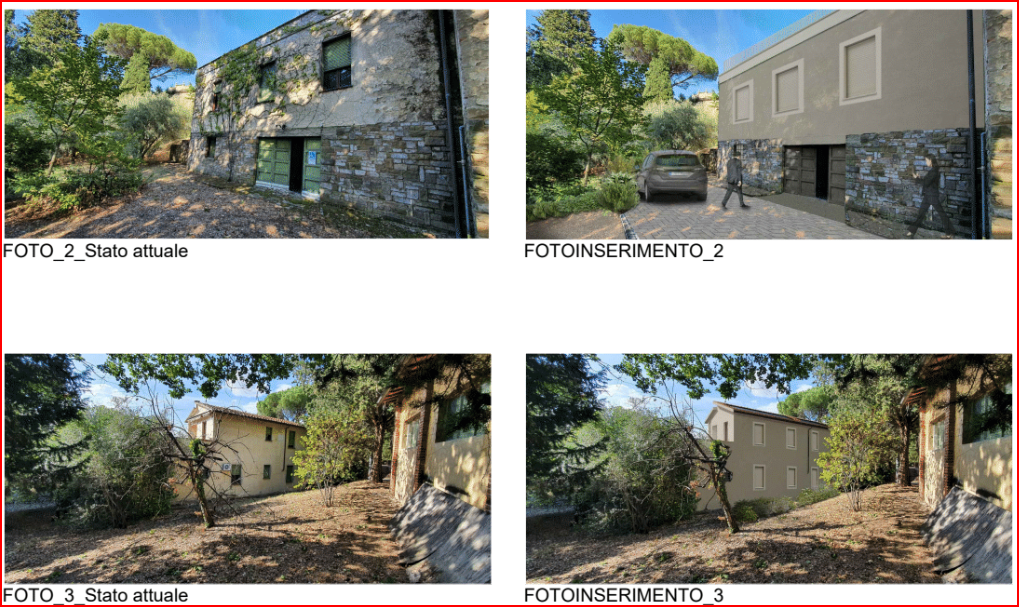 FOTO_2_Stato attuale
FOTOINSERIMENTO_2
FOTO_3_Stato attuale
FOTOINSERIMENTO_3